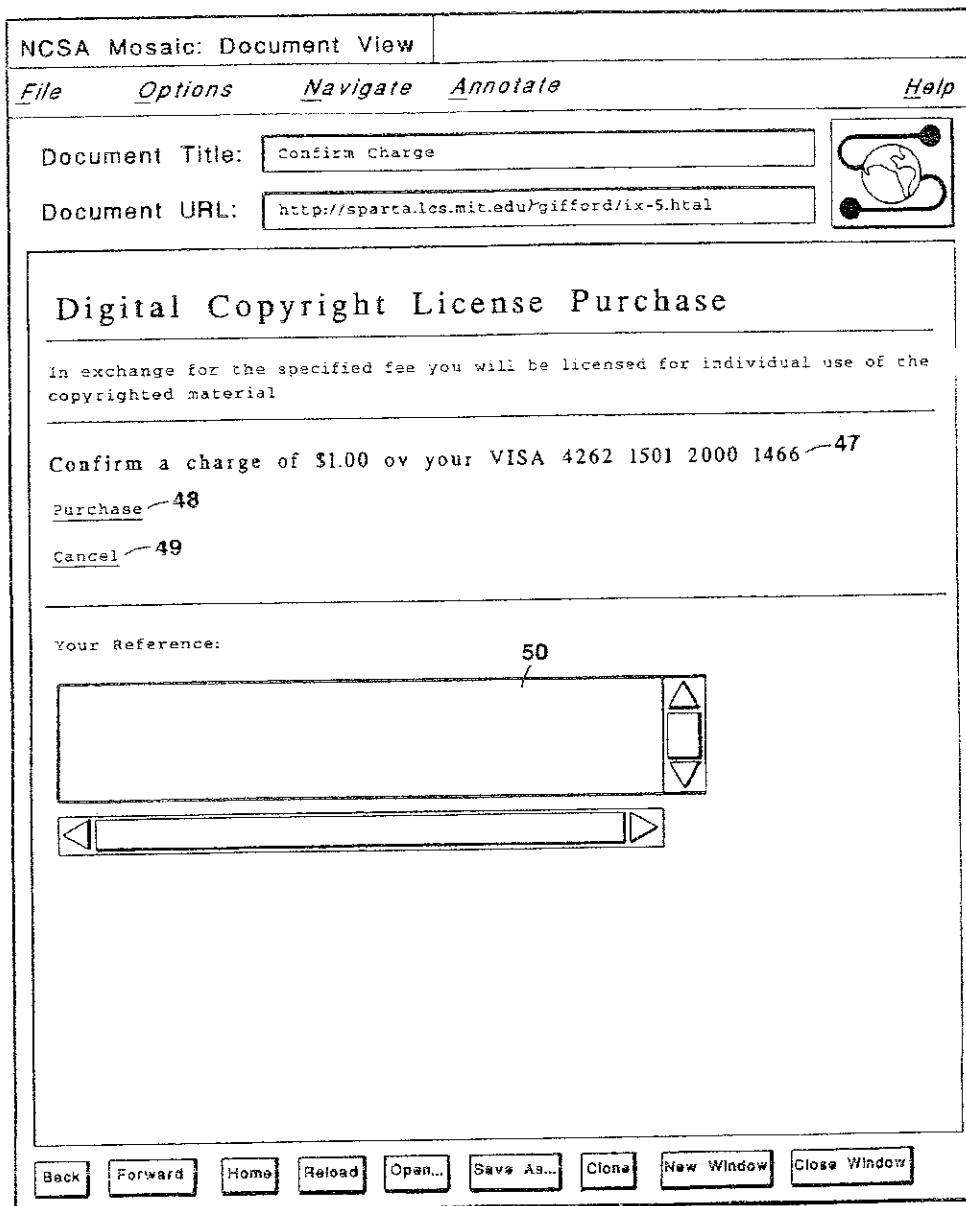 NCSA Mosaic: Document View
File Options Navigate Annotate Help
Document Title: Confirm Charge
Document URL: http://sparta.lcs.mit.edu/~gifford/ix-5.htal
Digital Copyright License Purchase
In exchange for the specified fee you will be licensed for individual use of the
copyrighted material
Confirm a charge of $1.00 ov your VISA 4262 1501 2000 1466 47
Purchase 48
Cancel 49
Your Reference:
50
Back Forward Home Reload Open... Save As... Clone New Window Close Window